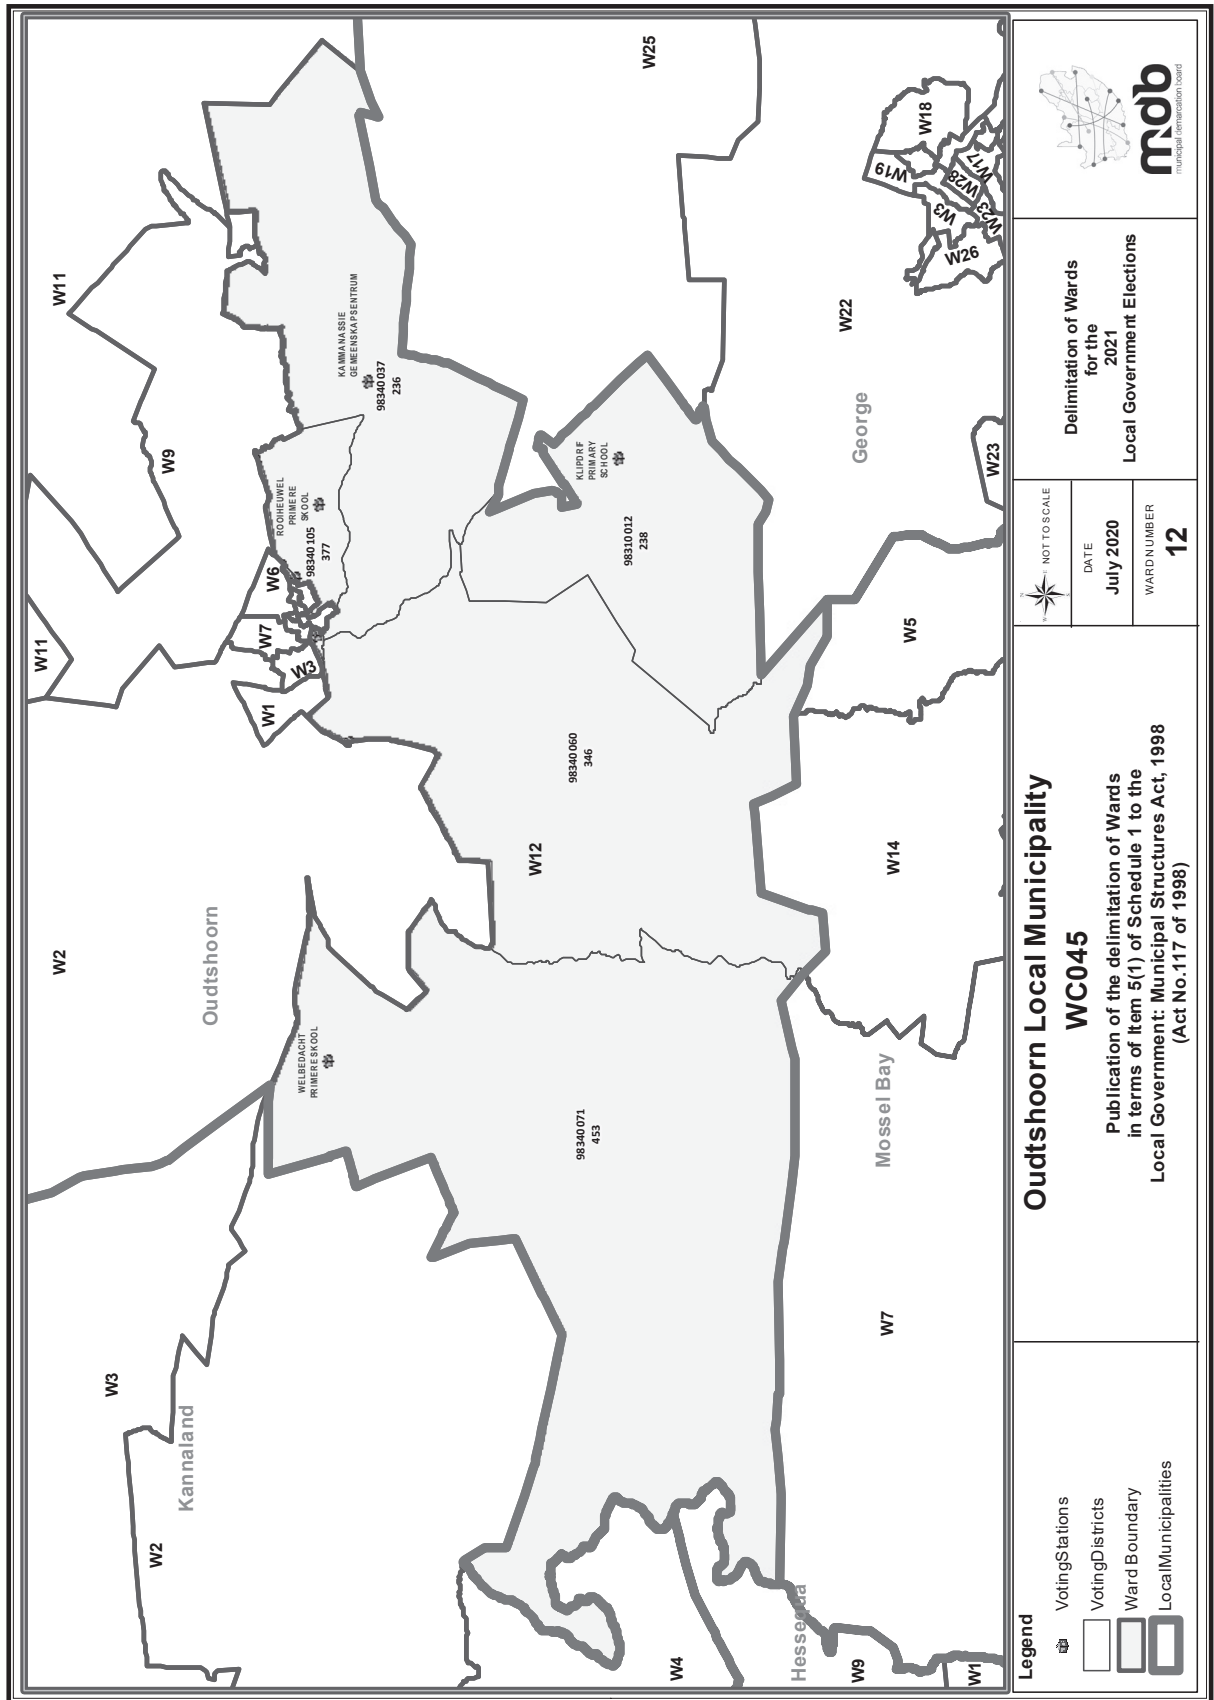 W2
W3
Kannaland
W2
W11
W11
W9
Oudtshoorn
W1
W7
W6
W3
WELBEDACHT
PRIMERE SKOOL
ROOIHEUWEL
PRIMERE
SKOOL
98340105
377
KAMMANASSIE
GEMEENSKAPSENTRUM
98340037
236
W12
98340071
453
98340060
346
98310012
238
KLIPDRIF
PRIMARY
SCHOOL
W25
W4
Hessequa
W9
W1
W7
Mossel Bay
W14
W5
George
W22
W23
W26
W3
W19
W18
W28
W17
W23
Legend
VotingStations
VotingDistricts
Ward Boundary
LocalMunicipalities
Oudtshoorn Local Municipality
WC045
Publication of the delimitation of Wards
in terms of Item 5(1) of Schedule 1 to the
Local Government: Municipal Structures Act, 1998
(Act No.117 of 1998)
N
W
E
S
NOT TO SCALE
DATE
July 2020
WARD NUMBER
12
Delimitation of Wards
for the
2021
Local Government Elections
mdb
municipal demarcation board